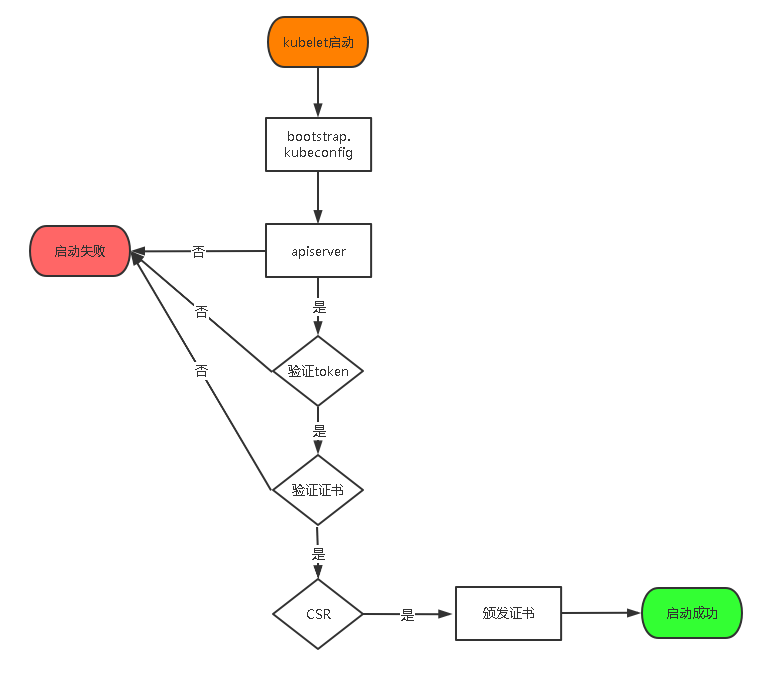 kubelet启动
bootstrap.
kubeconfig
启动失败
否
apiserver
是
否
验证token
否
是
验证证书
是
CSR
是
颁发证书
启动成功